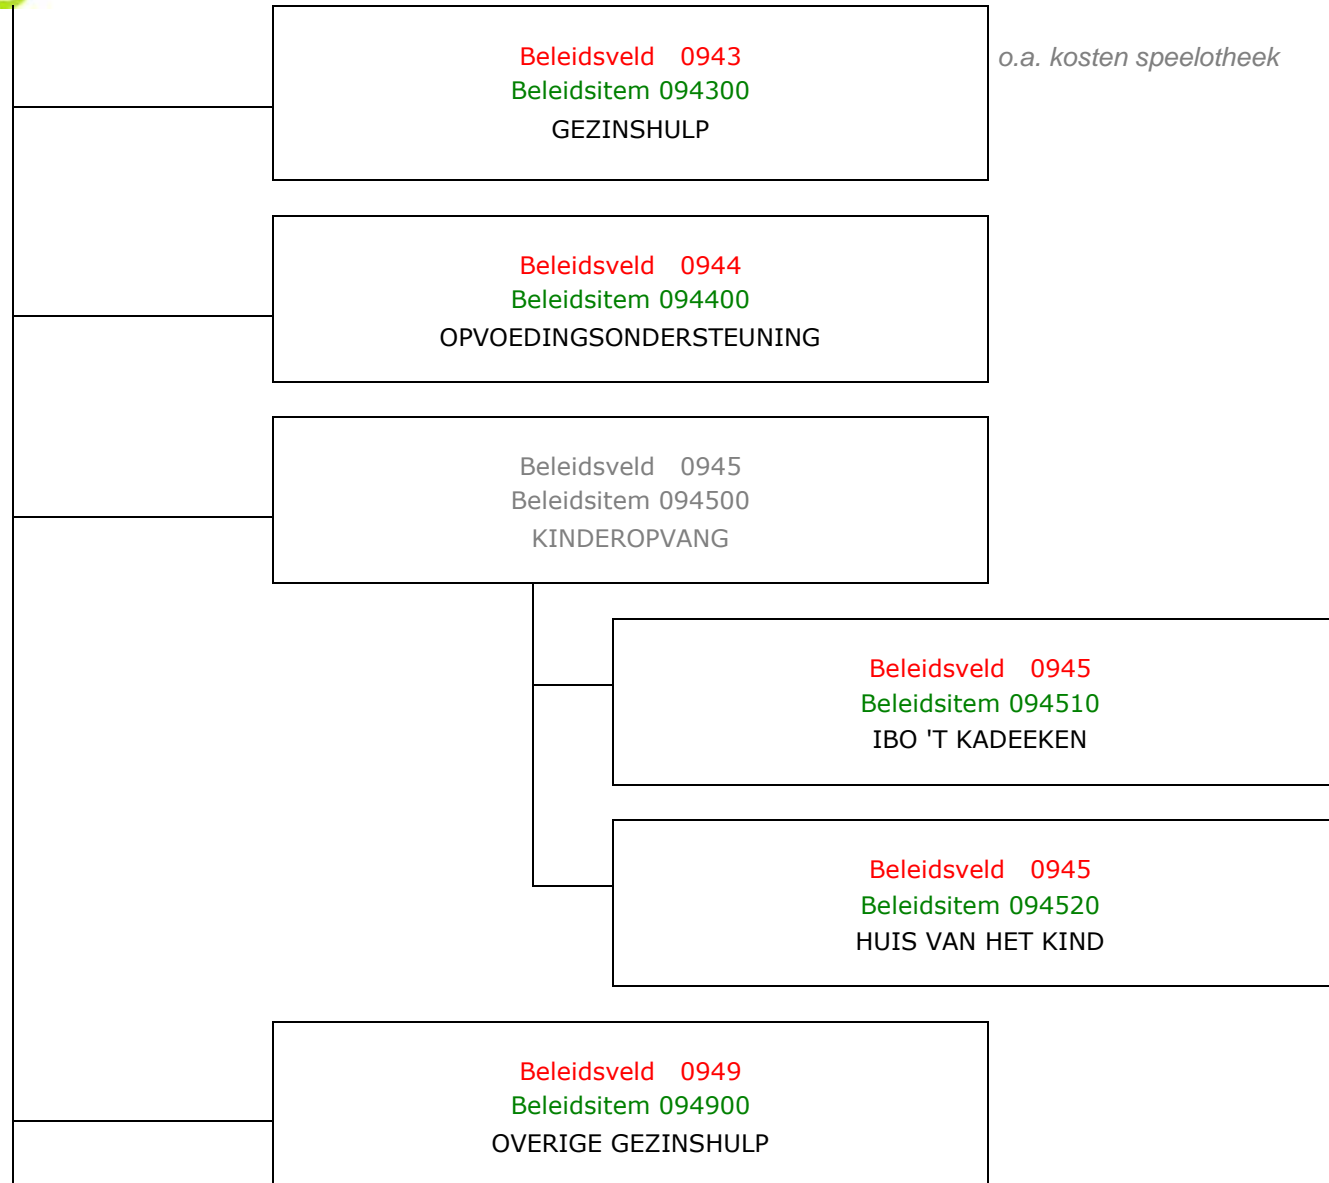 Beleidsveld 0943 o.a. kosten speelotheek
Beleidsitem 094300
GEZINSHULP
Beleidsveld 0944
Beleidsitem 094400
OPVOEDINGSONDERSTEUNING
Beleidsveld 0945
Beleidsitem 094500
KINDEROPVANG
Beleidsveld 0945
Beleidsitem 094510
IBO 'T KADEEKEN
Beleidsveld 0945
Beleidsitem 094520
HUIS VAN HET KIND
Beleidsveld 0949
Beleidsitem 094900
OVERIGE GEZINSHULP